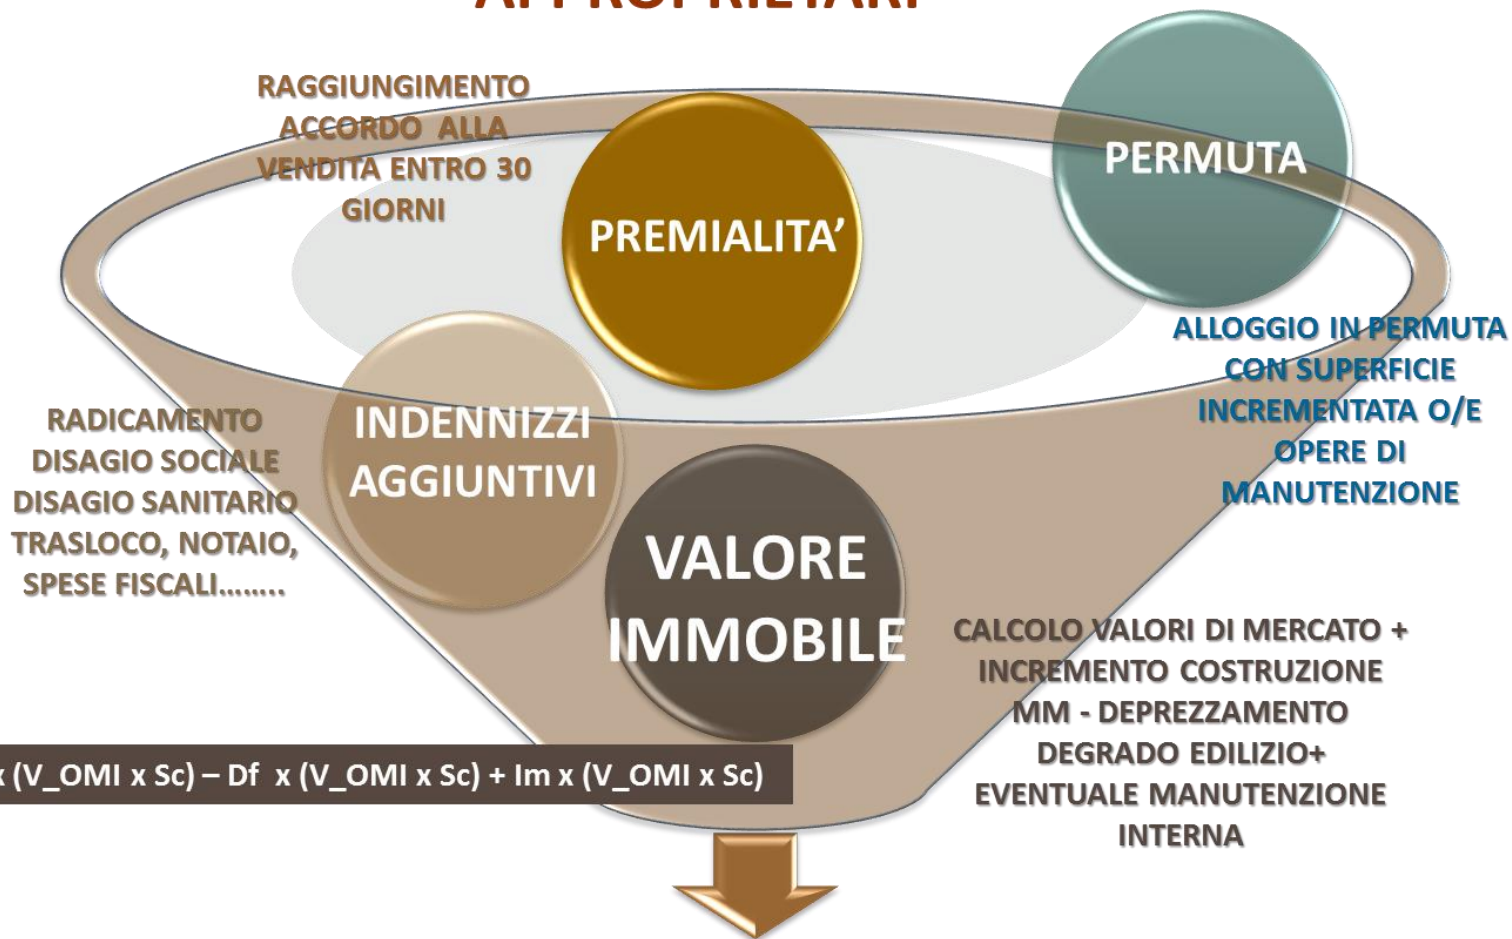 RAGGIUNGIMENTO
ACCORDO ALLA
VENDITA ENTRO 30
GIORNI
PREMIALITA’
PERMUTA
ALLOGGIO IN PERMUTA
CON SUPERFICIE
INCREMENTATA O/E
OPERE DI
MANUTENZIONE
INDENNIZZI
AGGIUNTIVI
RADICAMENTO
DISAGIO SOCIALE
DISAGIO SANITARIO
TRASLOCO, NOTAIO,
SPESE FISCALI……..
VALORE
IMMOBILE
CALCOLO VALORI DI MERCATO +
INCREMENTO COSTRUZIONE
MM - DEPREZZAMENTO
DEGRADO EDILIZIO+
EVENTUALE MANUTENZIONE
INTERNA
x (V_OMI x Sc) – Df x (V_OMI x Sc) + Im x (V_OMI x Sc)